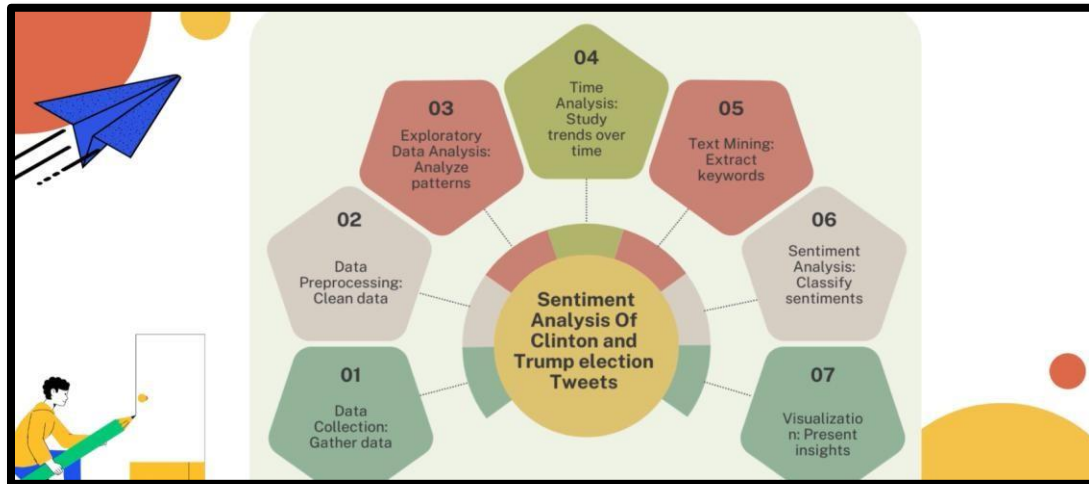 04
Time
Analysis:
Study
trends over
time
03
Exploratory
Data Analysis:
Analyze
patterns
05
Text Mining:
Extract
keywords
02
Data
Preprocessing:
Clean data
06
Sentiment
Analysis:
Classify
sentiments
Sentiment
Analysis Of
Clinton and
Trump election
Tweets
01
Data
Collection:
Gather data
07
Visualizatio
n: Present
insights